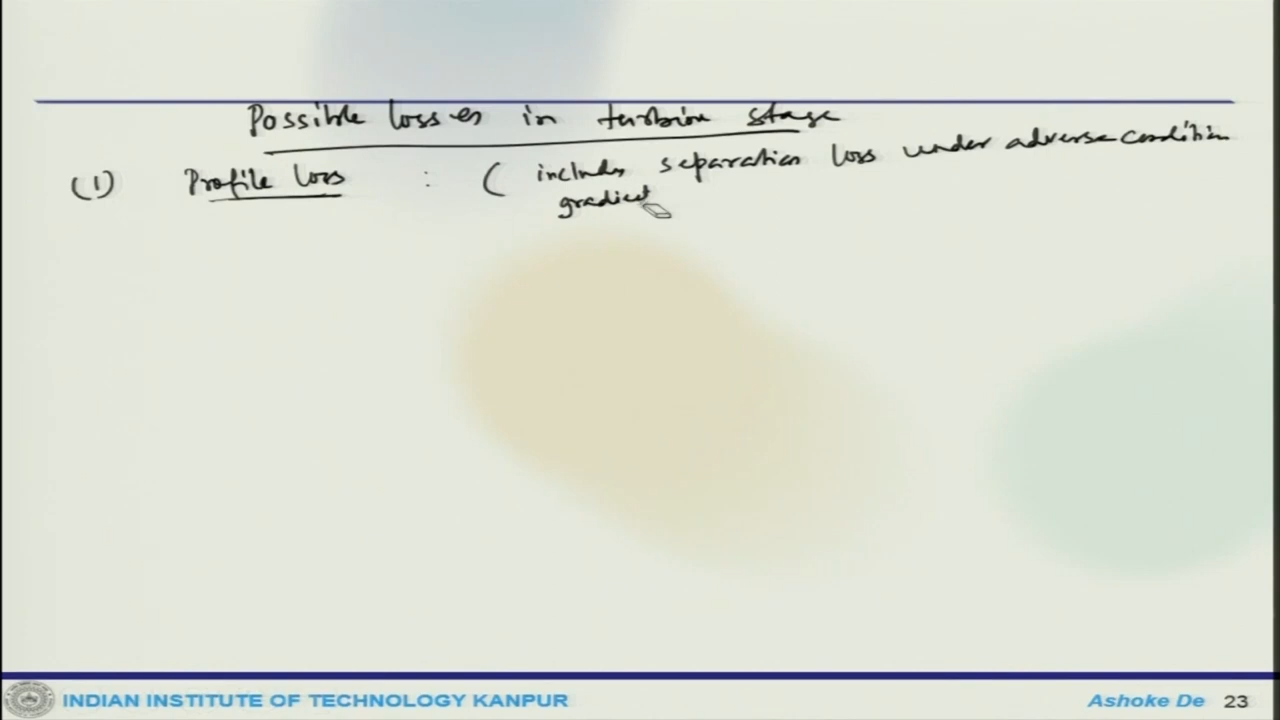 Possible losses in turbine stage
(1) Profile loss : ( includes separation loss under adverse condition
gradient
INDIAN INSTITUTE OF TECHNOLOGY KANPUR
Ashoke De 23